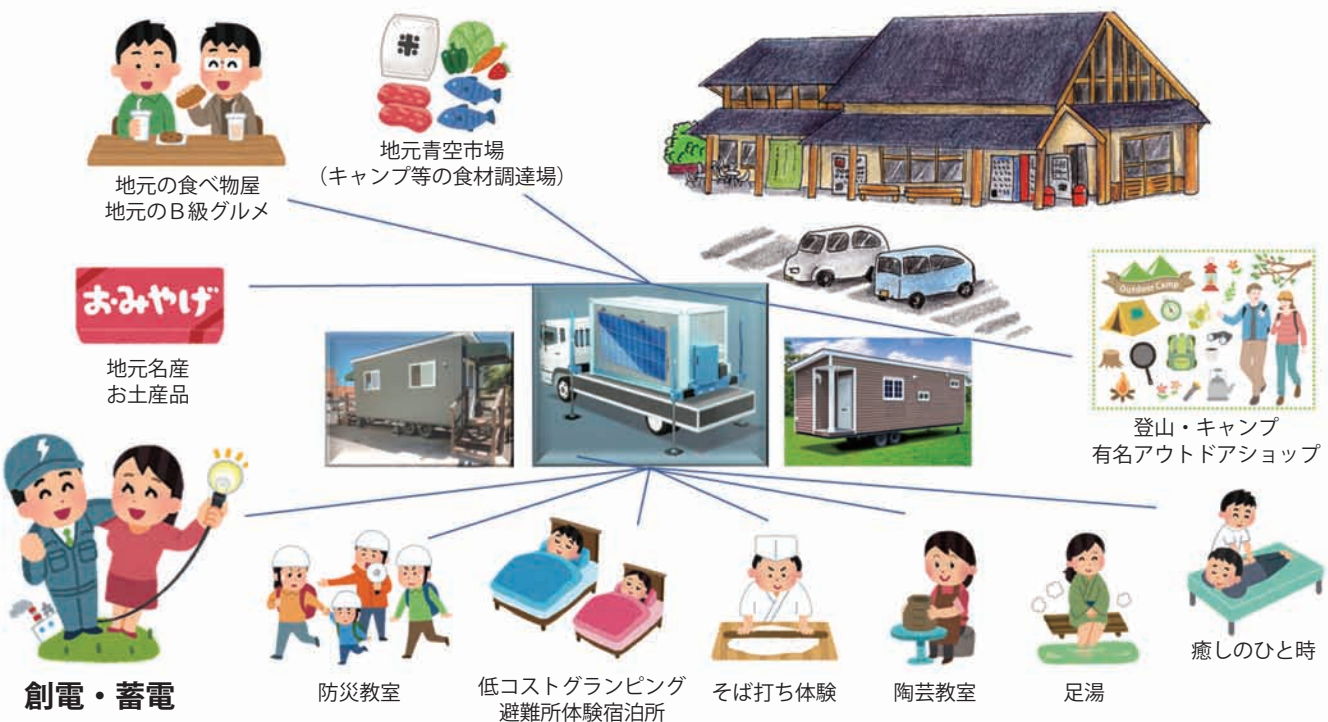 地元の食べ物屋
地元のB級グルメ
米
地元青空市場
（キャンプ等の食材調達場）
おみやげ
地元名産
お土産品
Outdoor Camp
登山・キャンプ
有名アウトドアショップ
創電・蓄電
防災教室
低コストグランピング
避難所体験宿泊所
そば打ち体験
陶芸教室
足湯
癒しのひと時